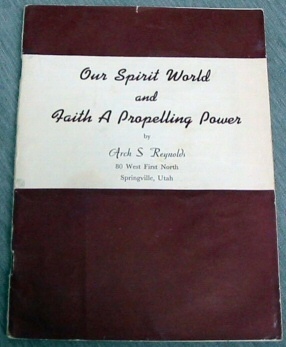 Our Spirit World
and
Faith A Propelling Power
by
Arch S Reynolds
80 West First North
Springville, Utah